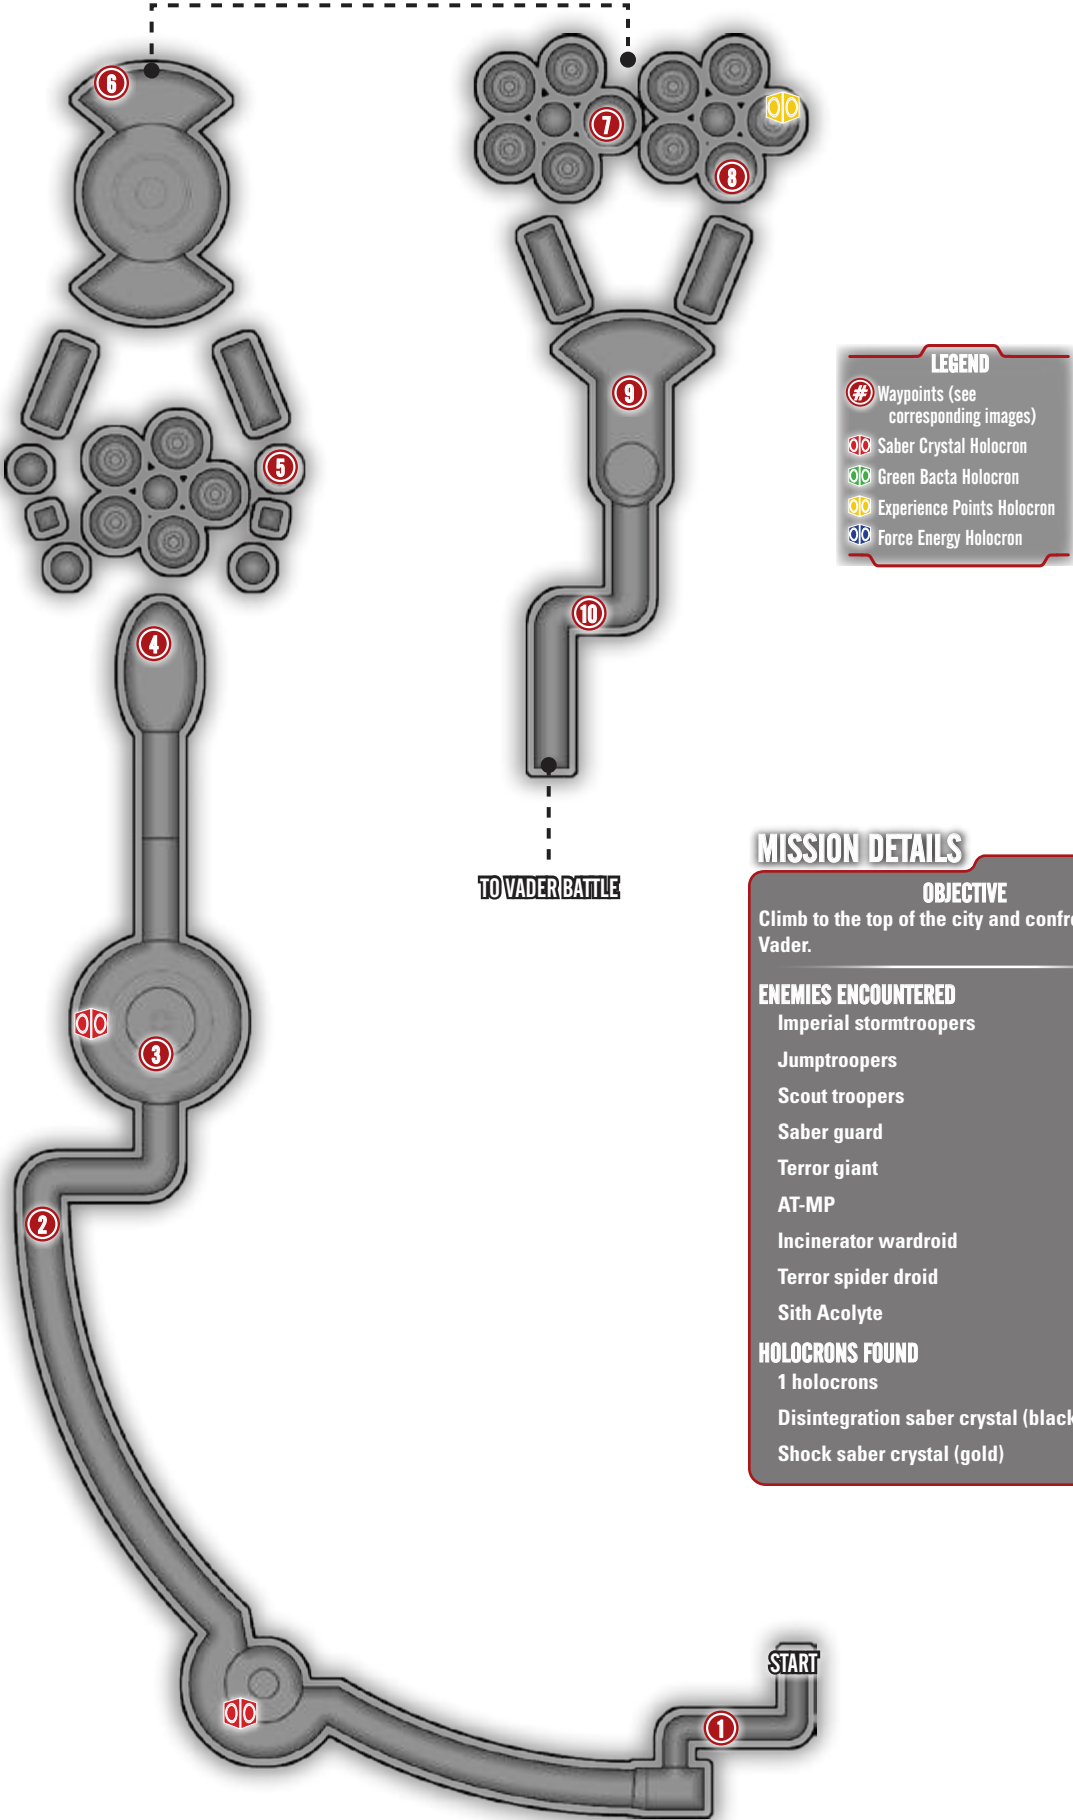 6
7
8
LEGEND
# Waypoints (see
corresponding images)
Saber Crystal Holocron
Green Bacta Holocron
Experience Points Holocron
Force Energy Holocron
9
5
10
4
TO VADER BATTLE
MISSION DETAILS
OBJECTIVE
Climb to the top of the city and confr
Vader.
ENEMIES ENCOUNTERED
Imperial stormtroopers
Jumptroopers
Scout troopers
Saber guard
Terror giant
AT-MP
Incinerator wardroid
Terror spider droid
Sith Acolyte
HOLOCRONS FOUND
1 holocrons
Disintegration saber crystal (black
Shock saber crystal (gold)
3
2
START
1